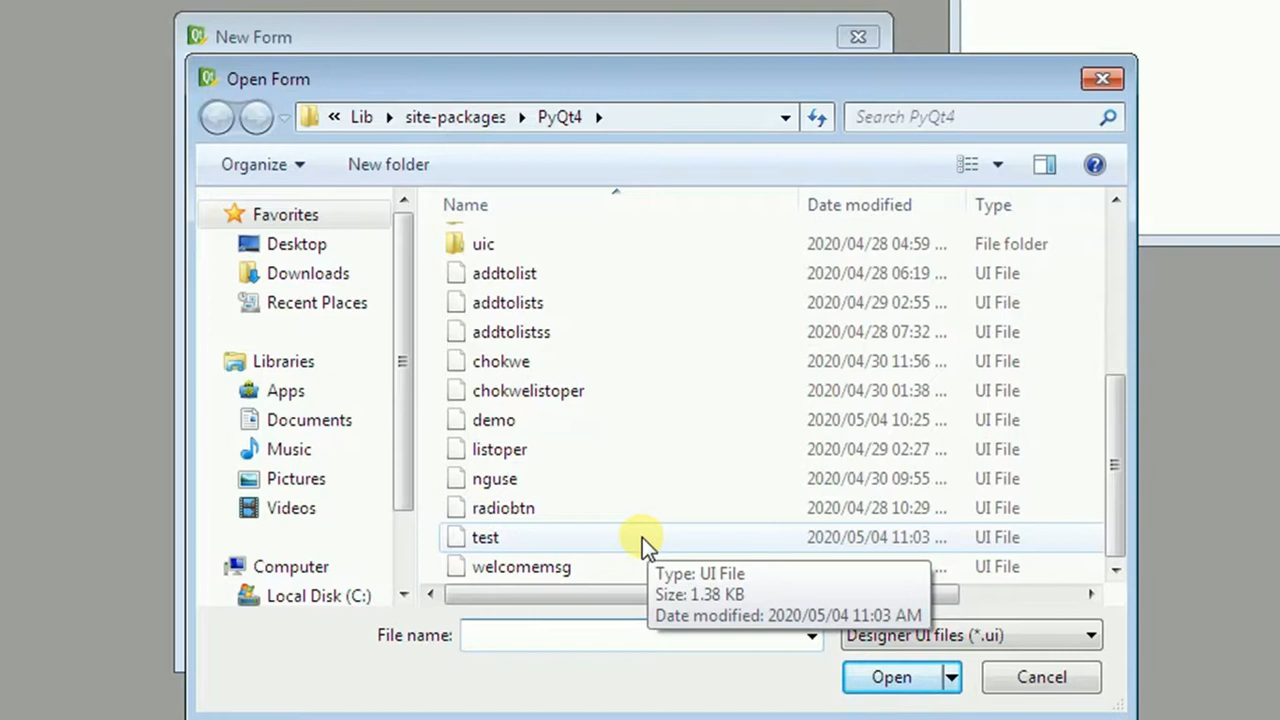 New Form
Open Form
« Lib site-packages PyQt4
Search PyQt4
Organize New folder
Name Date modified Type
Favorites
Desktop
Downloads
Recent Places
Libraries
Apps
Documents
Music
Pictures
Videos
Computer
Local Disk (C:)
uic 2020/04/28 04:59 ... File folder
addtolist 2020/04/28 06:19 ... UI File
addtolists 2020/04/29 02:55 ... UI File
addtolistss 2020/04/28 07:32 ... UI File
chokwe 2020/04/30 11:56 ... UI File
chokwelistoper 2020/04/30 01:38 ... UI File
demo 2020/05/04 10:25 ... UI File
listoper 2020/04/29 02:27 ... UI File
nguse 2020/04/30 09:55 ... UI File
radiobtn 2020/04/28 10:29 ... UI File
test 2020/05/04 11:03 ... UI File
welcomemsg UI File
Type: UI File
Size: 1.38 KB
Date modified: 2020/05/04 11:03 AM
File name:
Designer UI files (*.ui)
Open Cancel